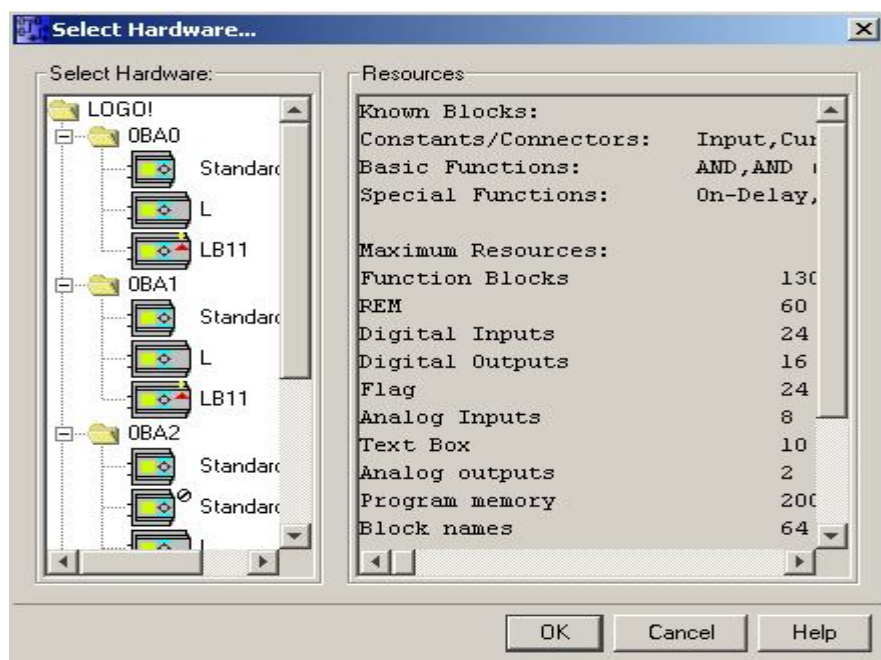 Select Hardware...
Select Hardware:
LOGO!
0BA0
Standard
L
LB11
0BA1
Standard
L
LB11
0BA2
Standard
Standard
L
Resources
Known Blocks:
Constants/Connectors: Input,Cur
Basic Functions: AND,AND
Special Functions: On-Delay,
Maximum Resources:
Function Blocks 130
REM 60
Digital Inputs 24
Digital Outputs 16
Flag 24
Analog Inputs 8
Text Box 10
Analog outputs 2
Program memory 200
Block names 64
OK Cancel Help